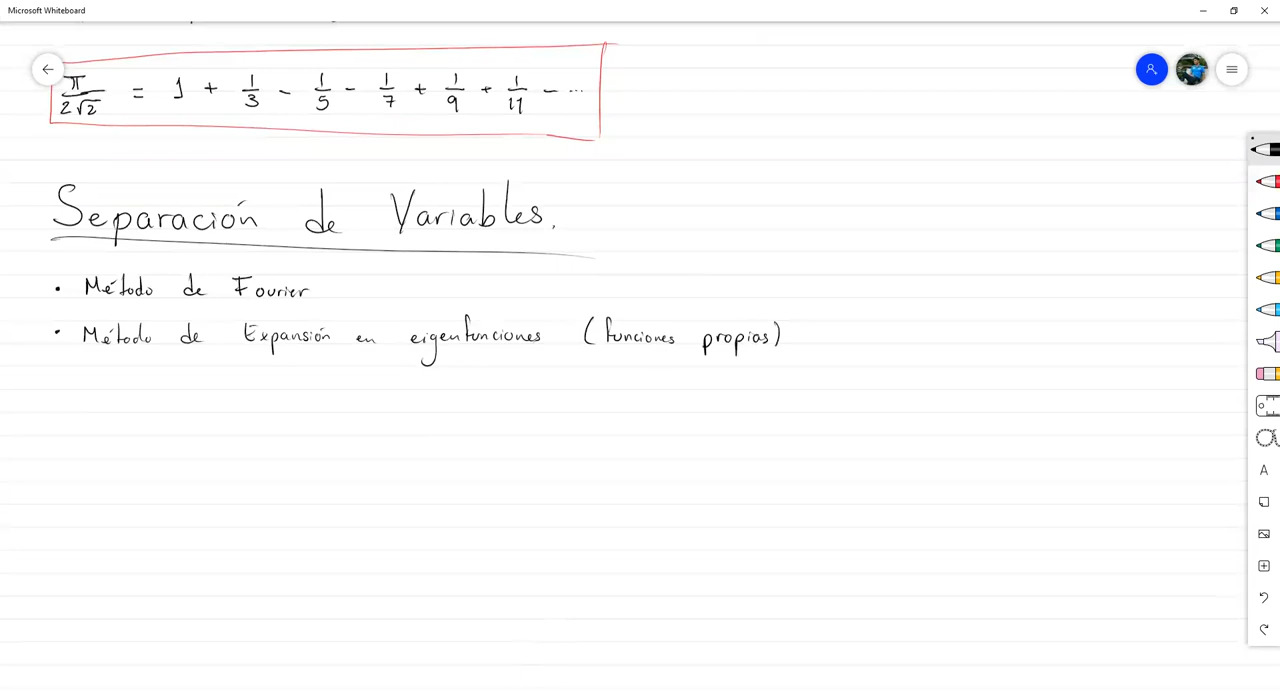 Microsoft Whiteboard
π/(2√2) = 1 + 1/3 - 1/5 - 1/7 + 1/9 + 1/11 - ...
Separación de Variables.
• Método de Fourier
• Método de Expansión en eigenfunciones (funciones propias)
A